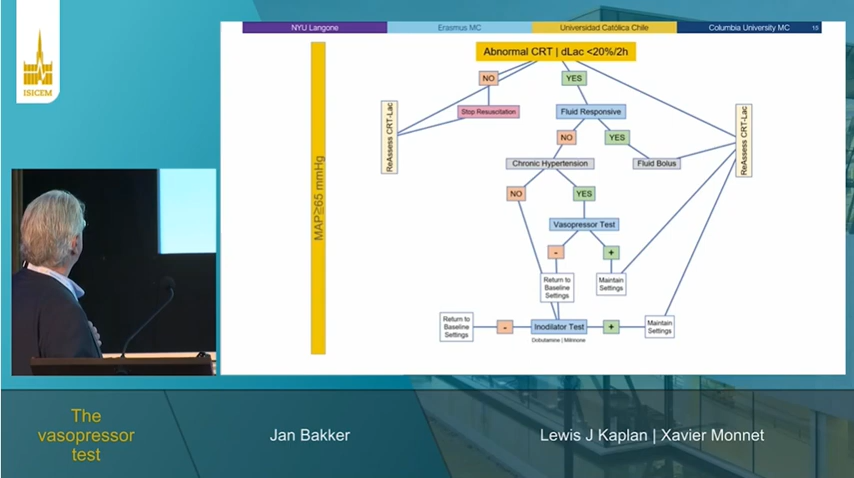 ISICEM
NYU Langone
Erasmus MC
Universidad Católica Chile
Columbia University MC
15
Abnormal CRT | dLac <20%/2h
NO
YES
Stop Resuscitation
Fluid Responsive
ReAssess CRT-Lac
ReAssess CRT-Lac
NO
YES
Chronic Hypertension
Fluid Bolus
MAP≧65 mmHg
NO
YES
Vasopressor Test
-
+
Return to
Baseline
Settings
Maintain
Settings
Return to
Baseline
Settings
-
Inodilator Test
+
Maintain
Settings
Dobutamine | Milrinone
The
vasopressor
test
Jan Bakker
Lewis J Kaplan | Xavier Monnet